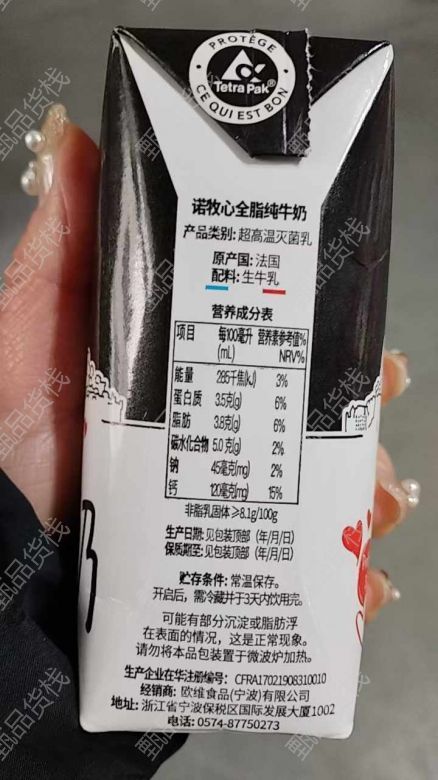 PROTÈGE
Tetra Pak
CE QUI EST BON
诺牧心全脂纯牛奶
产品类别: 超高温灭菌乳
原产国: 法国
配料: 生牛乳
营养成分表
项目 每100毫升(mL) 营养素参考值% NRV%
能量 285千焦(kJ) 3%
蛋白质 3.5克(g) 6%
脂肪 3.8克(g) 6%
碳水化合物 5.0克(g) 2%
钠 45毫克(mg) 2%
钙 120毫克(mg) 15%
非脂乳固体 ≥8.1g/100g
生产日期: 见包装顶部（年/月/日）
保质期至: 见包装顶部（年/月/日）
贮存条件: 常温保存。
开启后，需冷藏并于3天内饮用完。
可能有部分沉淀或脂肪浮
在表面的情况，这是正常现象。
请勿将本品包装置于微波炉加热。
生产企业在华注册编号: CFRA17021908310010
经销商: 欧维食品(宁波)有限公司
地址: 浙江省宁波保税区国际发展大厦1002
电话: 0574-87750273
甄品货栈